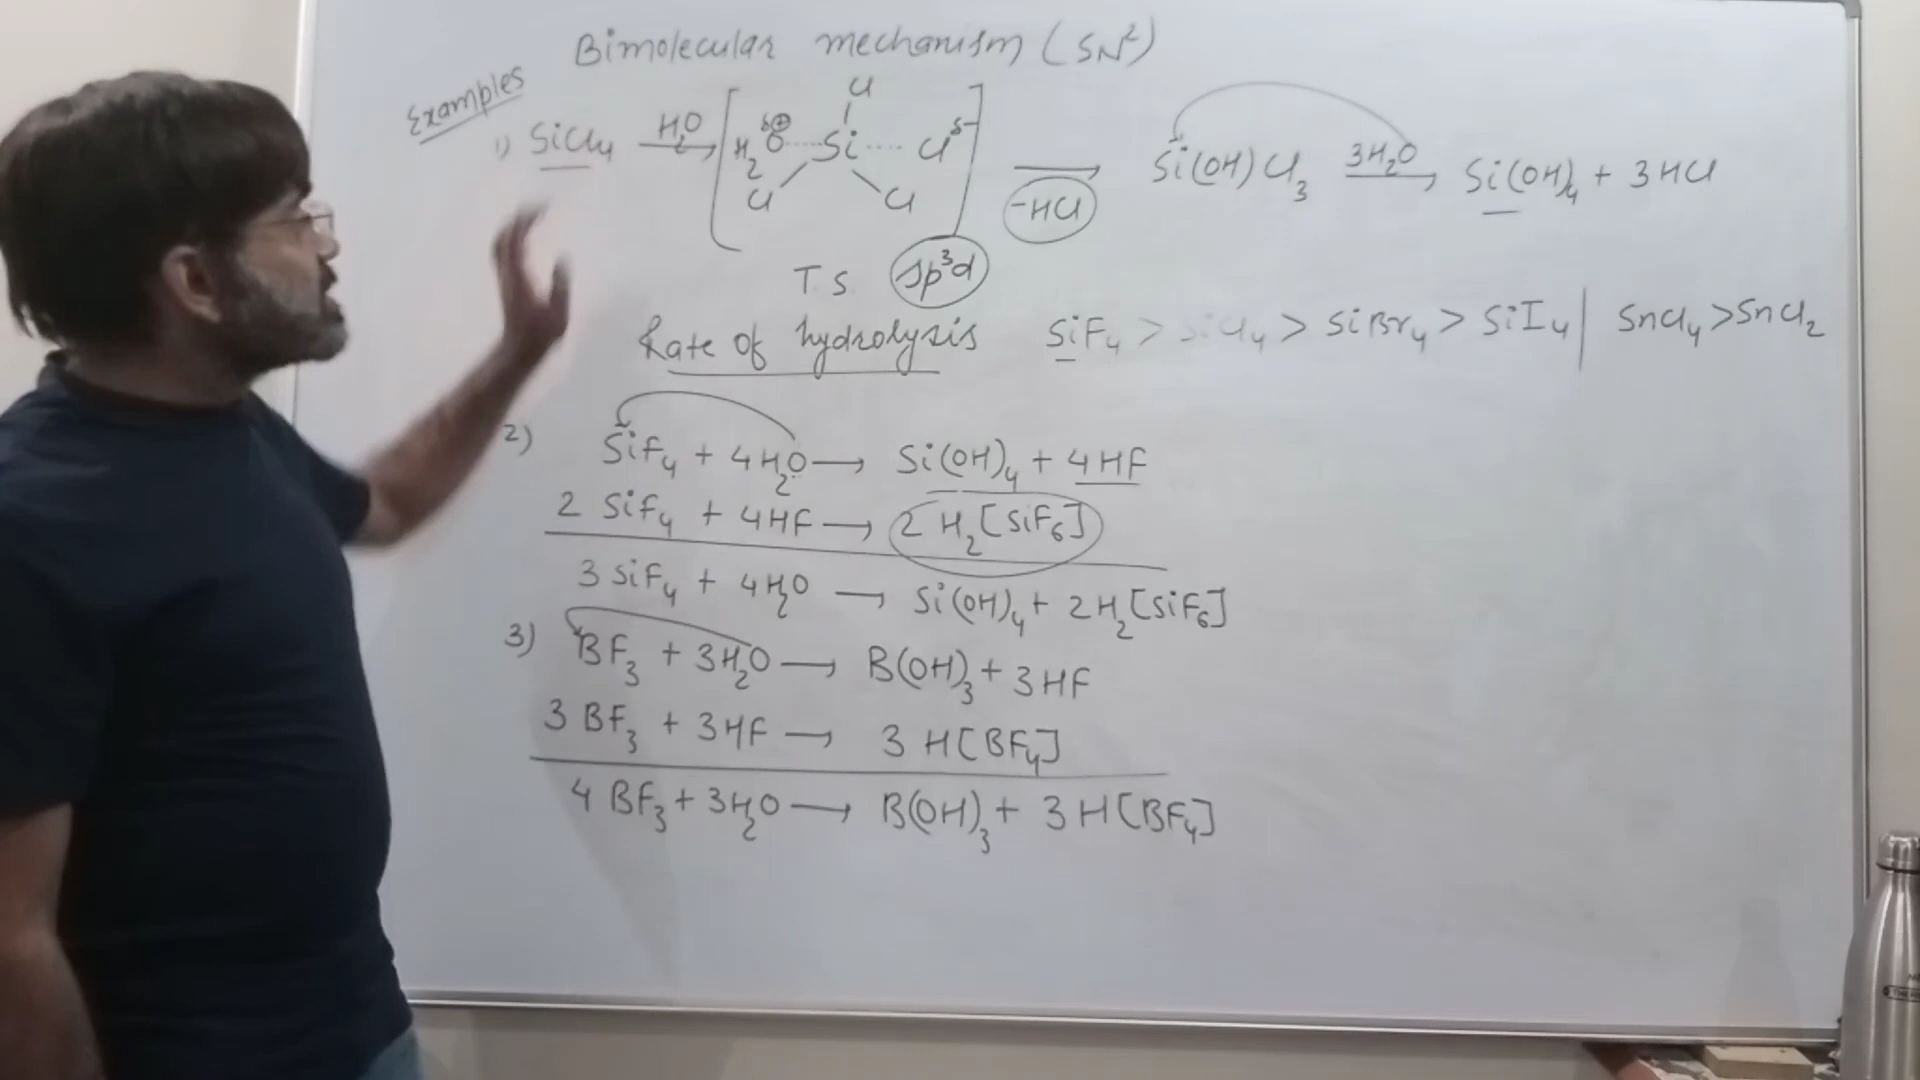 Bimolecular mechanism (SN²)
Examples
1) SiCl₄ —H₂O→ [H₂O^δ⊕ ..... Si(Cl)(Cl)(Cl) ..... Cl^δ-] —(-HCl)→ Si(OH)Cl₃ —3H₂O→ Si(OH)₄ + 3HCl
T.S sp³d
Rate of hydrolysis SiF₄ > SiCl₄ > SiBr₄ > SiI₄ | SnCl₄ > SnCl₂
2) SiF₄ + 4H₂O → Si(OH)₄ + 4HF
2 SiF₄ + 4HF → 2 H₂[SiF₆]
3 SiF₄ + 4H₂O → Si(OH)₄ + 2H₂[SiF₆]
3) BF₃ + 3H₂O → B(OH)₃ + 3HF
3 BF₃ + 3HF → 3 H[BF₄]
4 BF₃ + 3H₂O → B(OH)₃ + 3 H[BF₄]